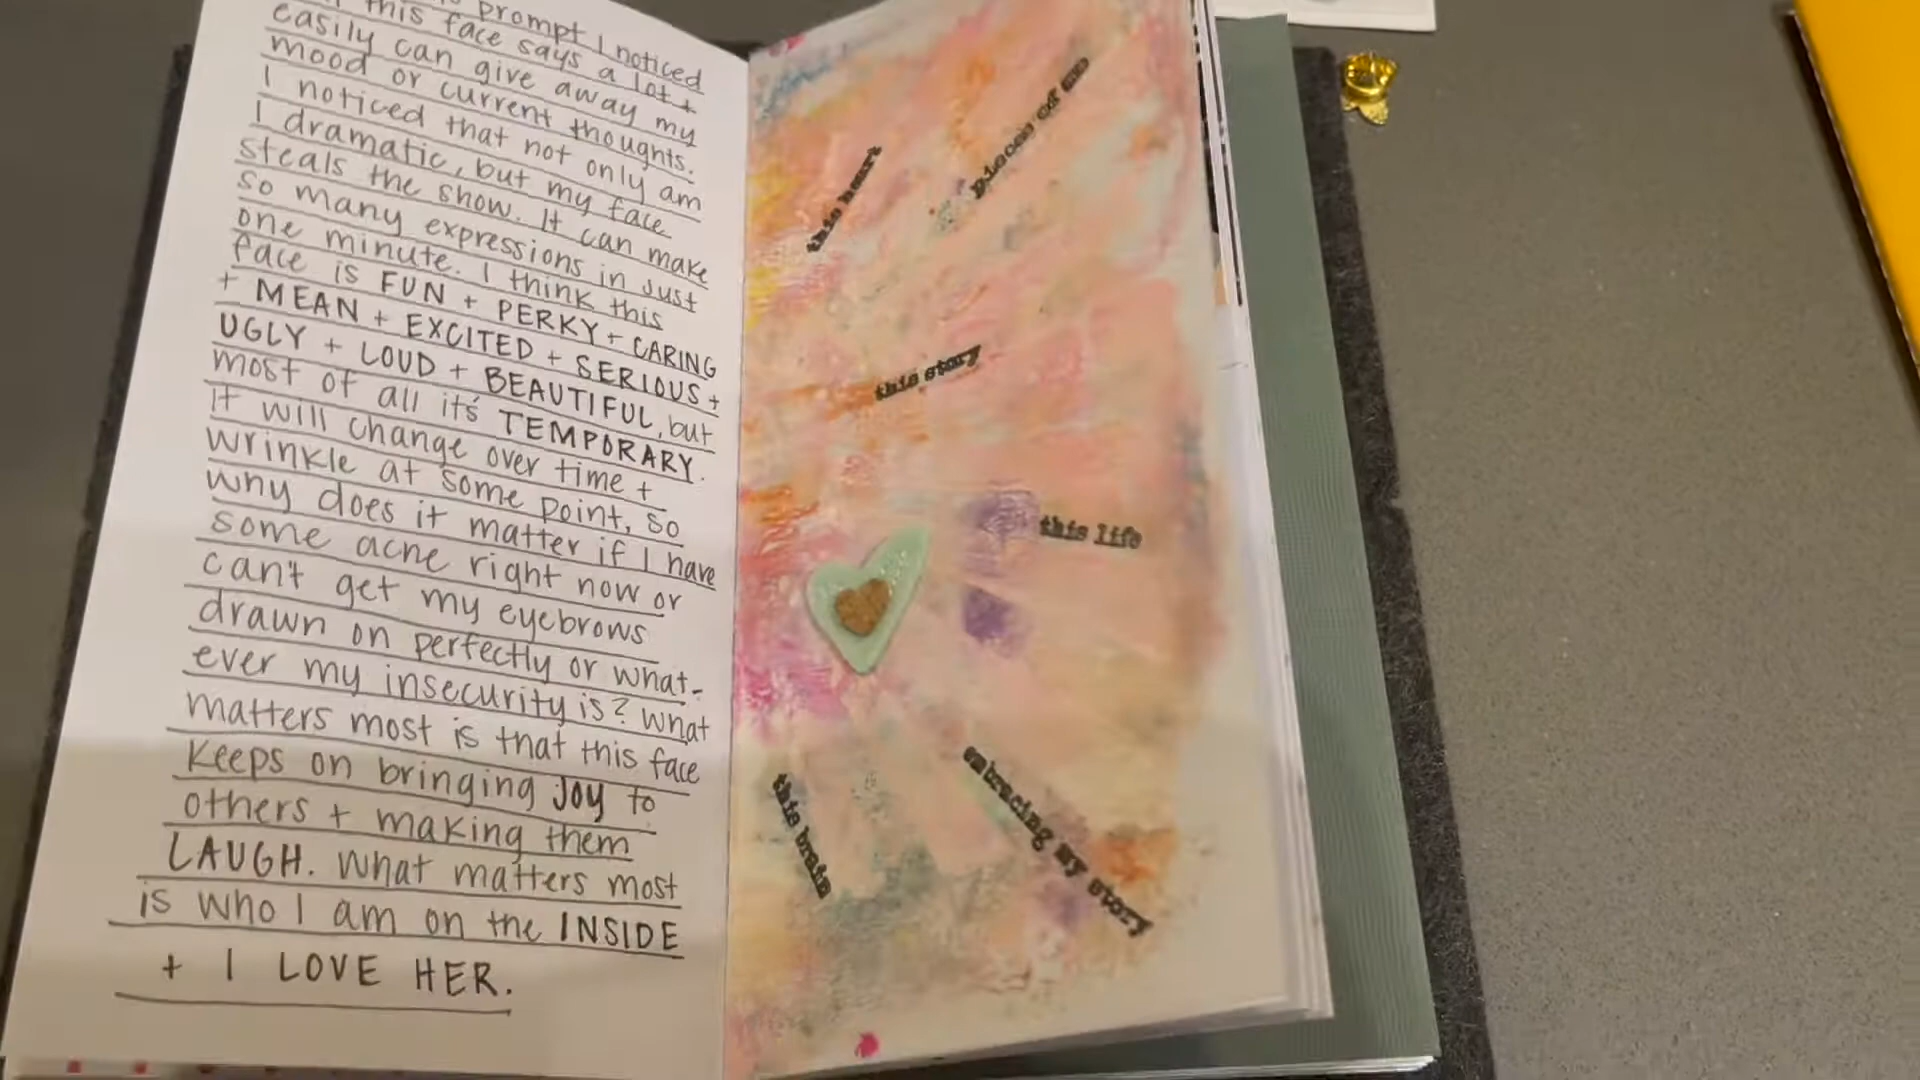 prompt I noticed
this face says a lot +
easily can give away my
mood or current thoughts.
I noticed that not only am
I dramatic, but my face
steals the show. It can make
so many expressions in just
one minute. I think this
face is FUN + PERKY + CARING
+ MEAN + EXCITED + SERIOUS +
UGLY + LOUD + BEAUTIFUL, but
most of all it's TEMPORARY.
It will change over time +
wrinkle at some point, so
why does it matter if I have
some acne right now or
can't get my eyebrows
drawn on perfectly or what-
ever my insecurity is? What
matters most is that this face
keeps on bringing JOY to
others + making them
LAUGH. What matters most
is who I am on the INSIDE
+ I LOVE HER.
this heart
pieces of me
this story
this life
this brain
embracing my story